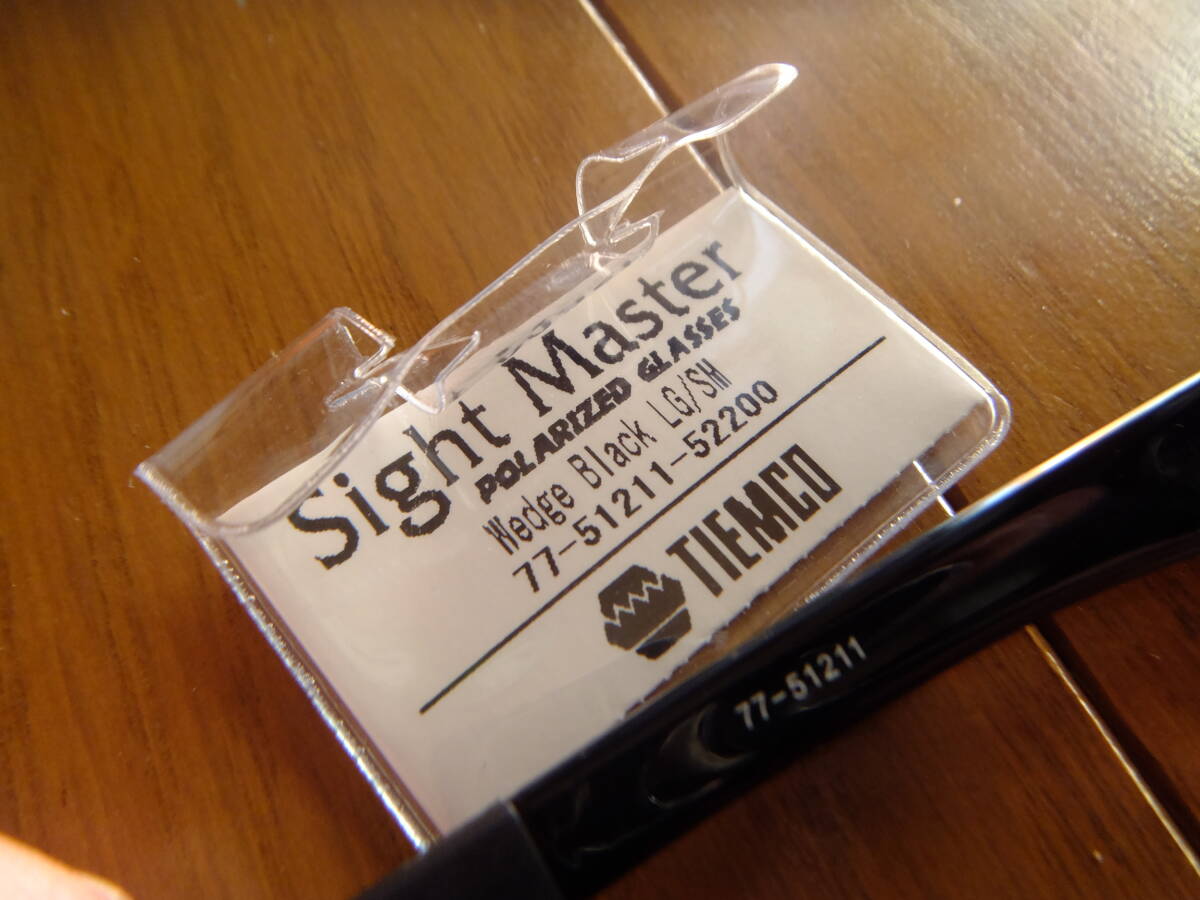 Sight Master
POLARIZED GLASSES
Wedge Black LG/SM
77-51211-52200
TIEMCO
77-51211